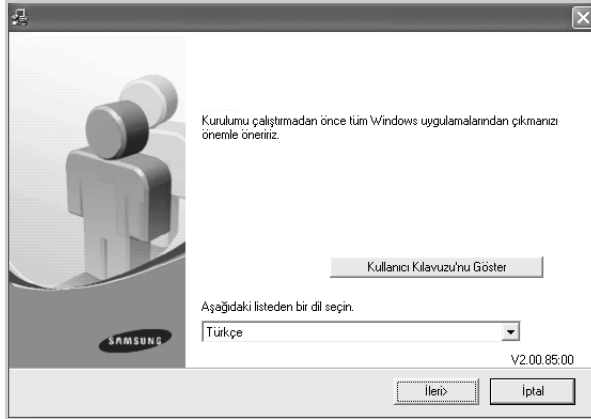 Kurulumu çalıştırmadan önce tüm Windows uygulamalarından çıkmanızı
önemle öneririz.
Kullanıcı Kılavuzu'nu Göster
Aşağıdaki listeden bir dil seçin.
Türkçe
SAMSUNG
V2.00.85:00
İleri>
İptal